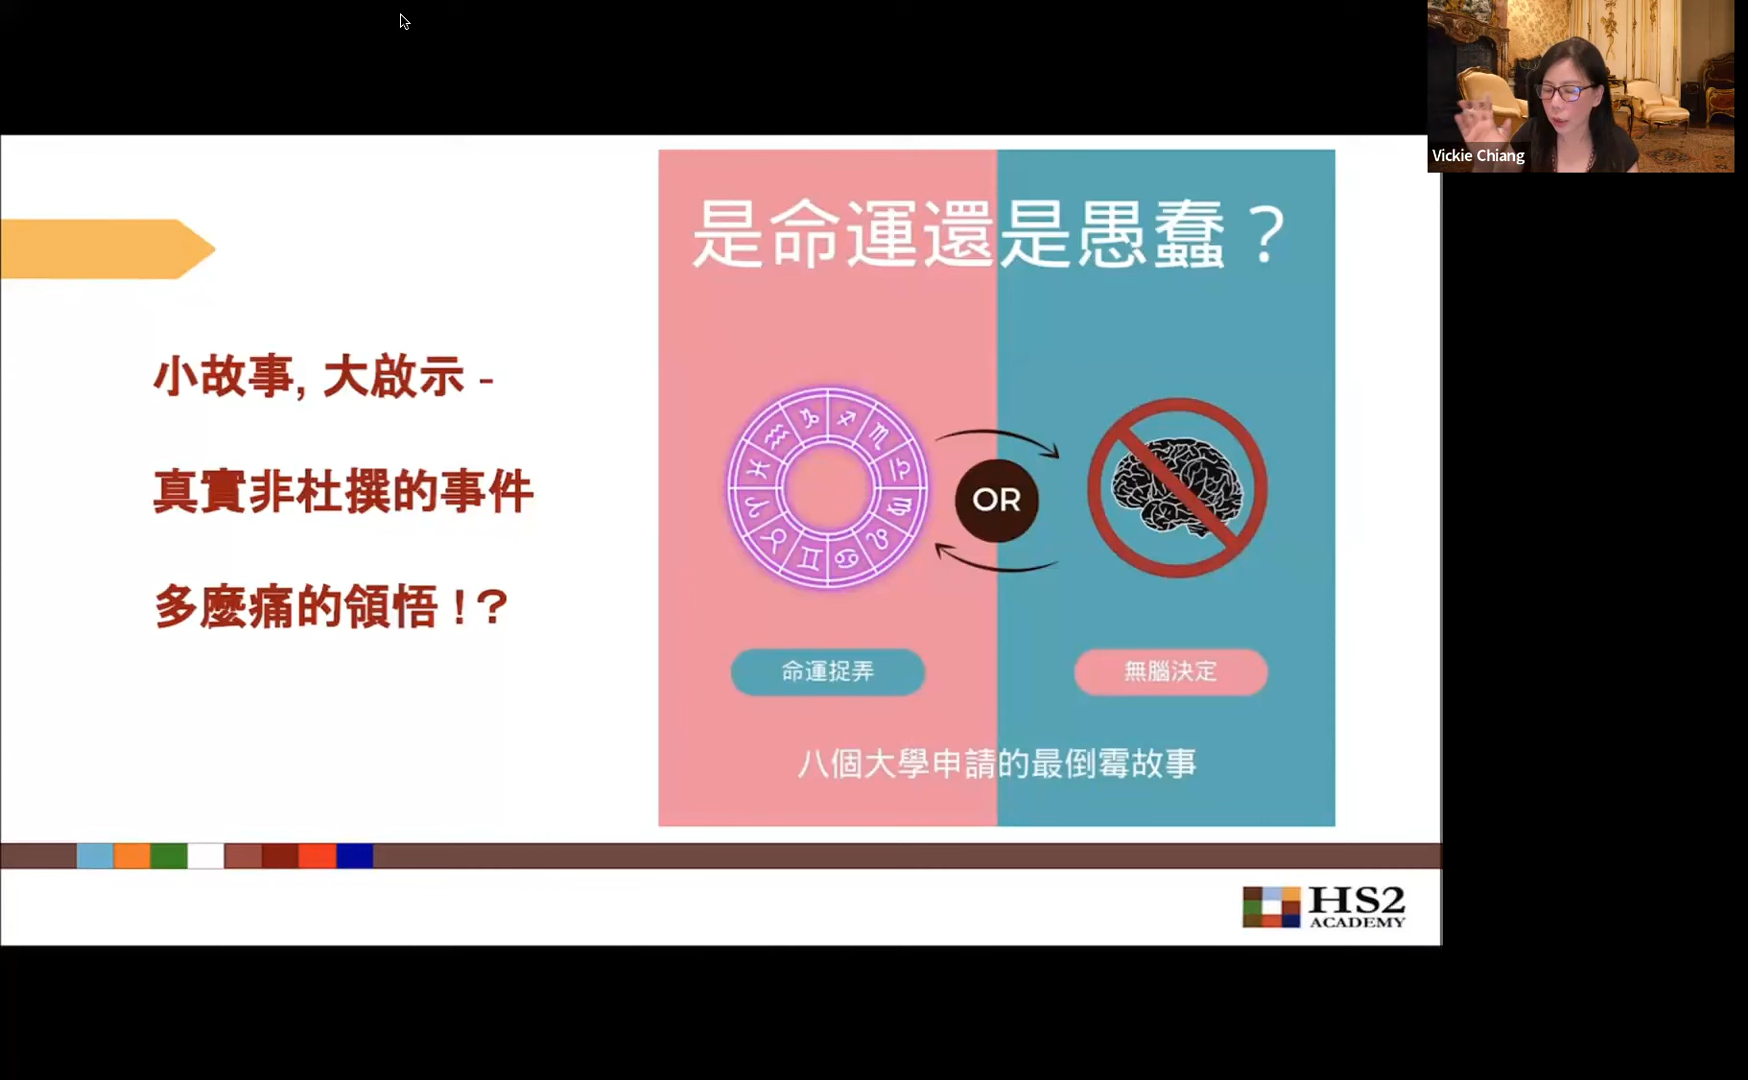 Vickie Chiang
小故事, 大啟示 -
真實非杜撰的事件
多麼痛的領悟 ! ?
是命運還是愚蠢？
OR
命運捉弄
無腦決定
八個大學申請的最倒霉故事
HS2
ACADEMY